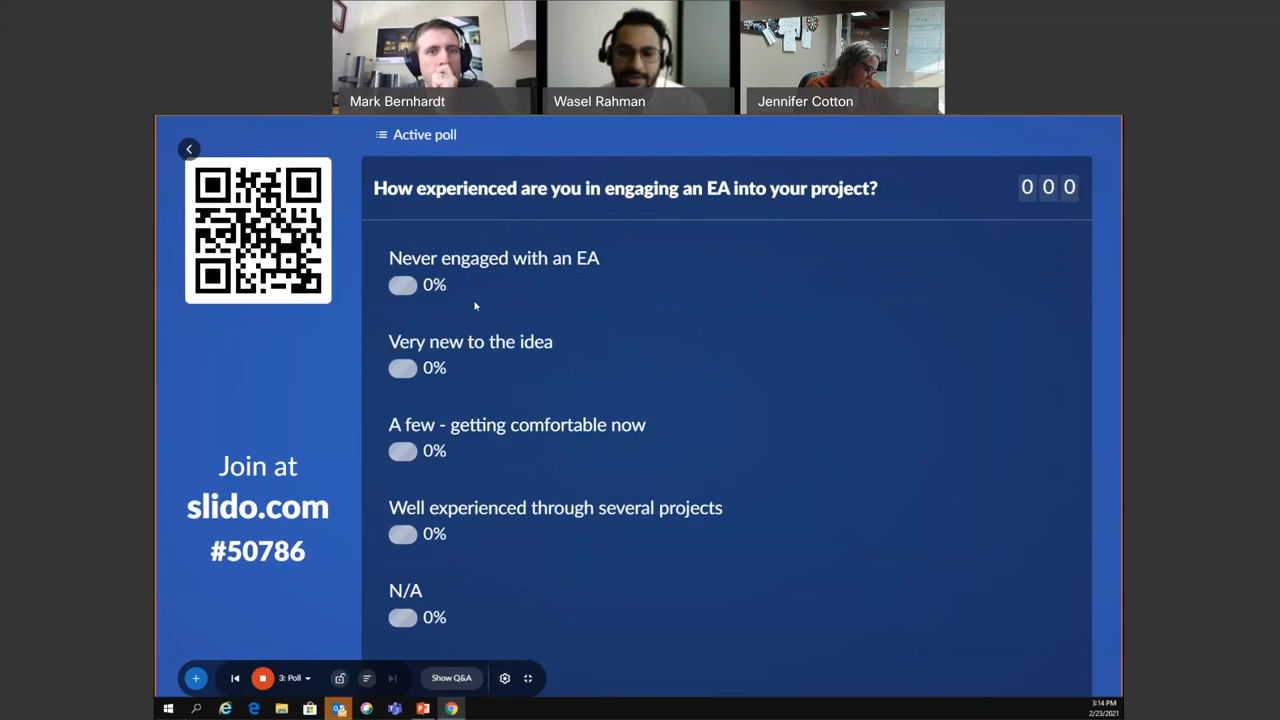 Mark Bernhardt
Wasel Rahman
Jennifer Cotton
Active poll
How experienced are you in engaging an EA into your project?
0 0 0
Never engaged with an EA
0%
Very new to the idea
0%
A few - getting comfortable now
0%
Well experienced through several projects
0%
N/A
0%
Join at
slido.com
#50786
3: Poll
Show Q&A
3:14 PM
2/23/2021